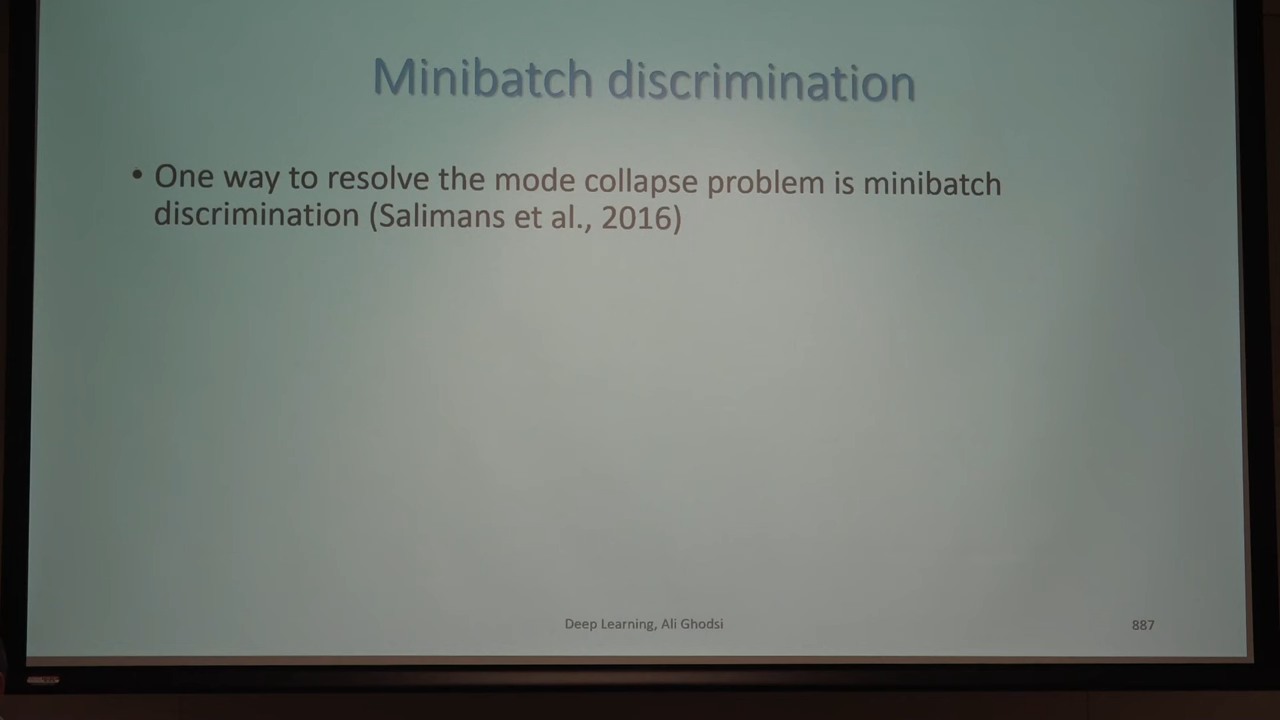 Minibatch discrimination
• One way to resolve the mode collapse problem is minibatch
discrimination (Salimans et al., 2016)
Deep Learning, Ali Ghodsi
887